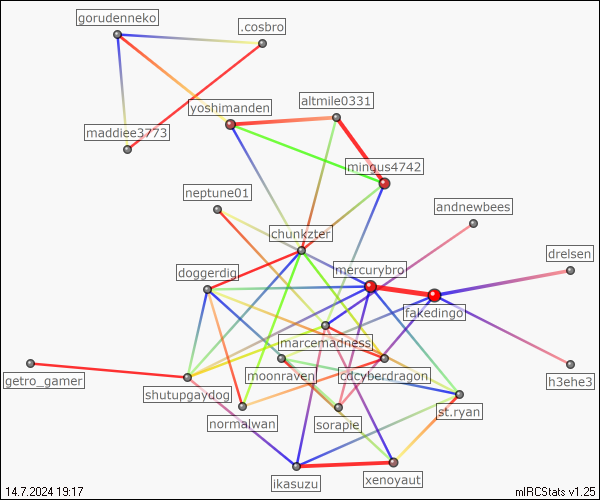 gorudenneko
.cosbro
altmile0331
yoshimanden
maddiee3773
mingus4742
neptune01
andnewbees
chunkzter
drelsen
doggerdig
mercurybro
fakedingo
marcemadness
moonraven
cdcyberdragon
getro_gamer
h3ehe3
shutupgaydog
st.ryan
normalwan
sorapie
ikasuzu
xenoyaut
14.7.2024 19:17
mIRCStats v1.25